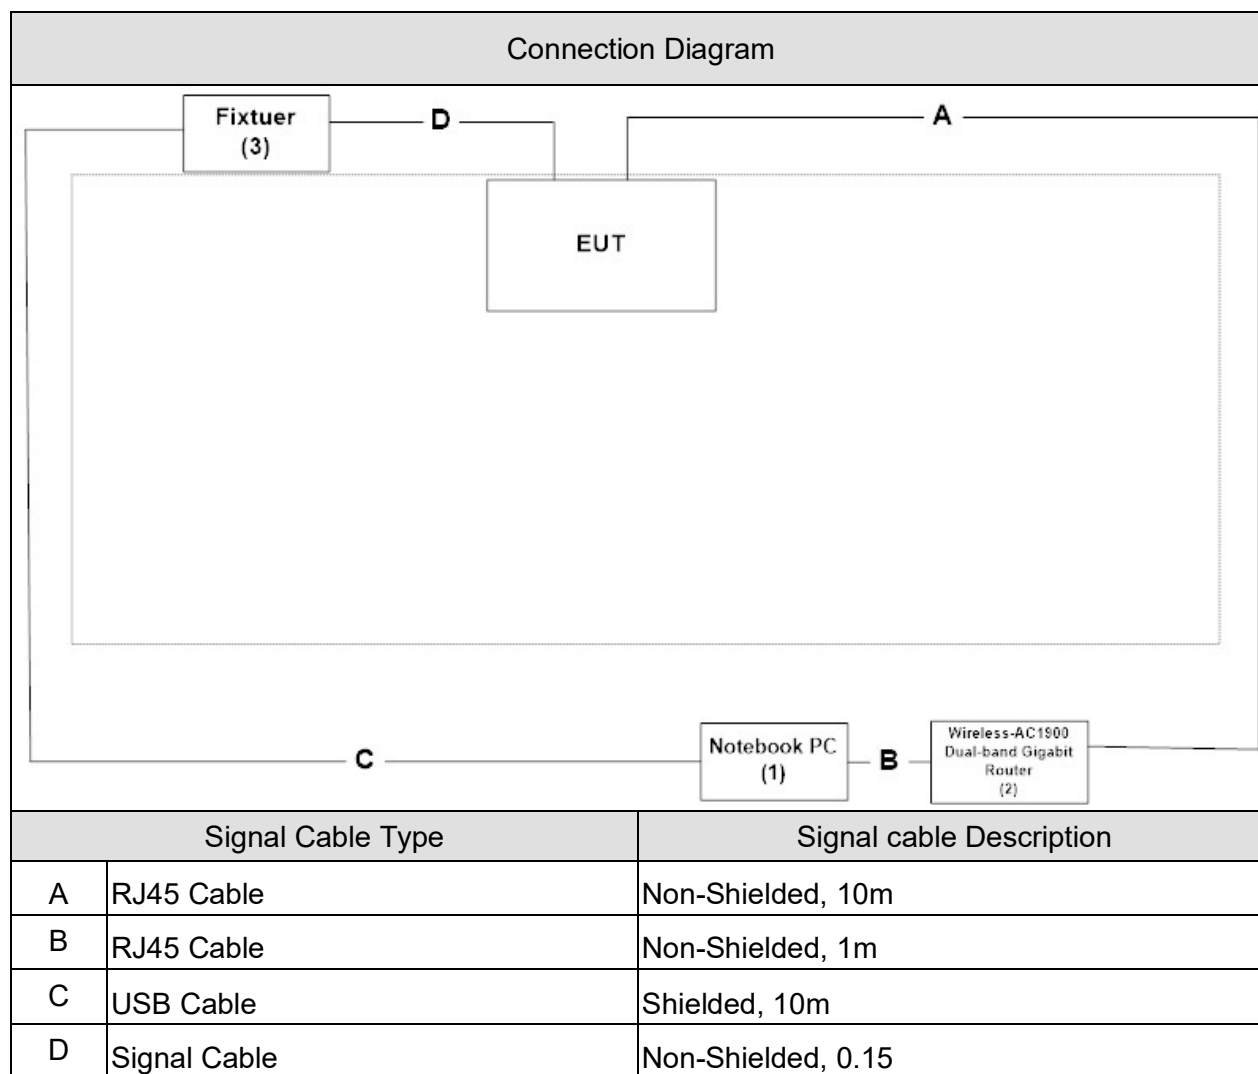 Connection Diagram
Fixtuer
(3)
D
A
EUT
C
Notebook PC
(1)
B
Wireless-AC1900
Dual-band Gigabit
Router
(2)
Signal Cable Type Signal cable Description
A RJ45 Cable Non-Shielded, 10m
B RJ45 Cable Non-Shielded, 1m
C USB Cable Shielded, 10m
D Signal Cable Non-Shielded, 0.15